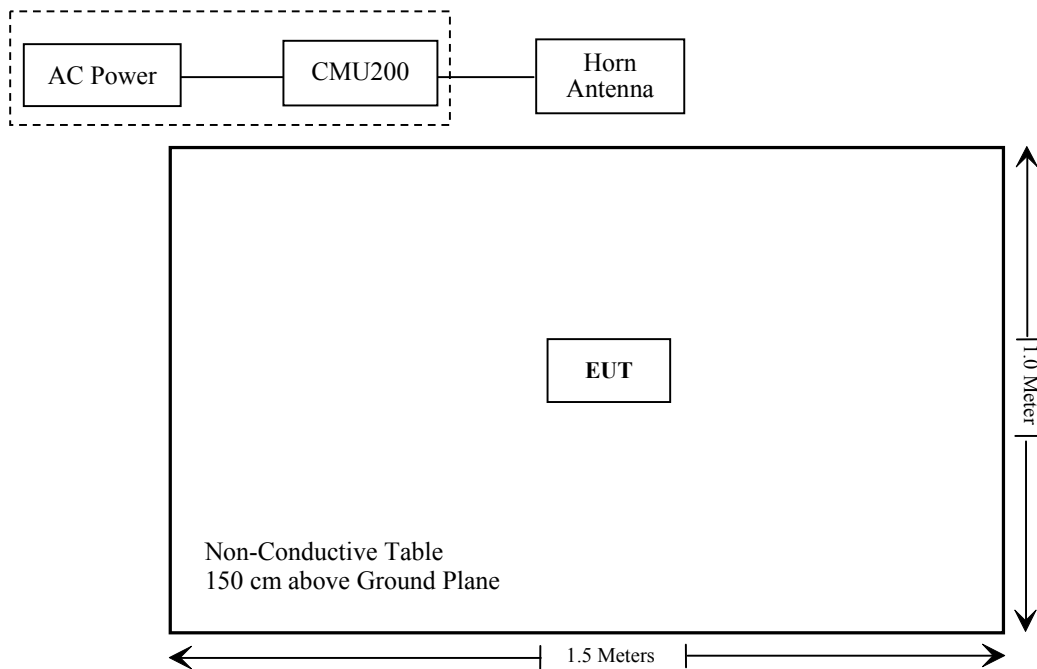 AC Power
CMU200
Horn
Antenna
EUT
1.0 Meter
Non-Conductive Table
150 cm above Ground Plane
1.5 Meters